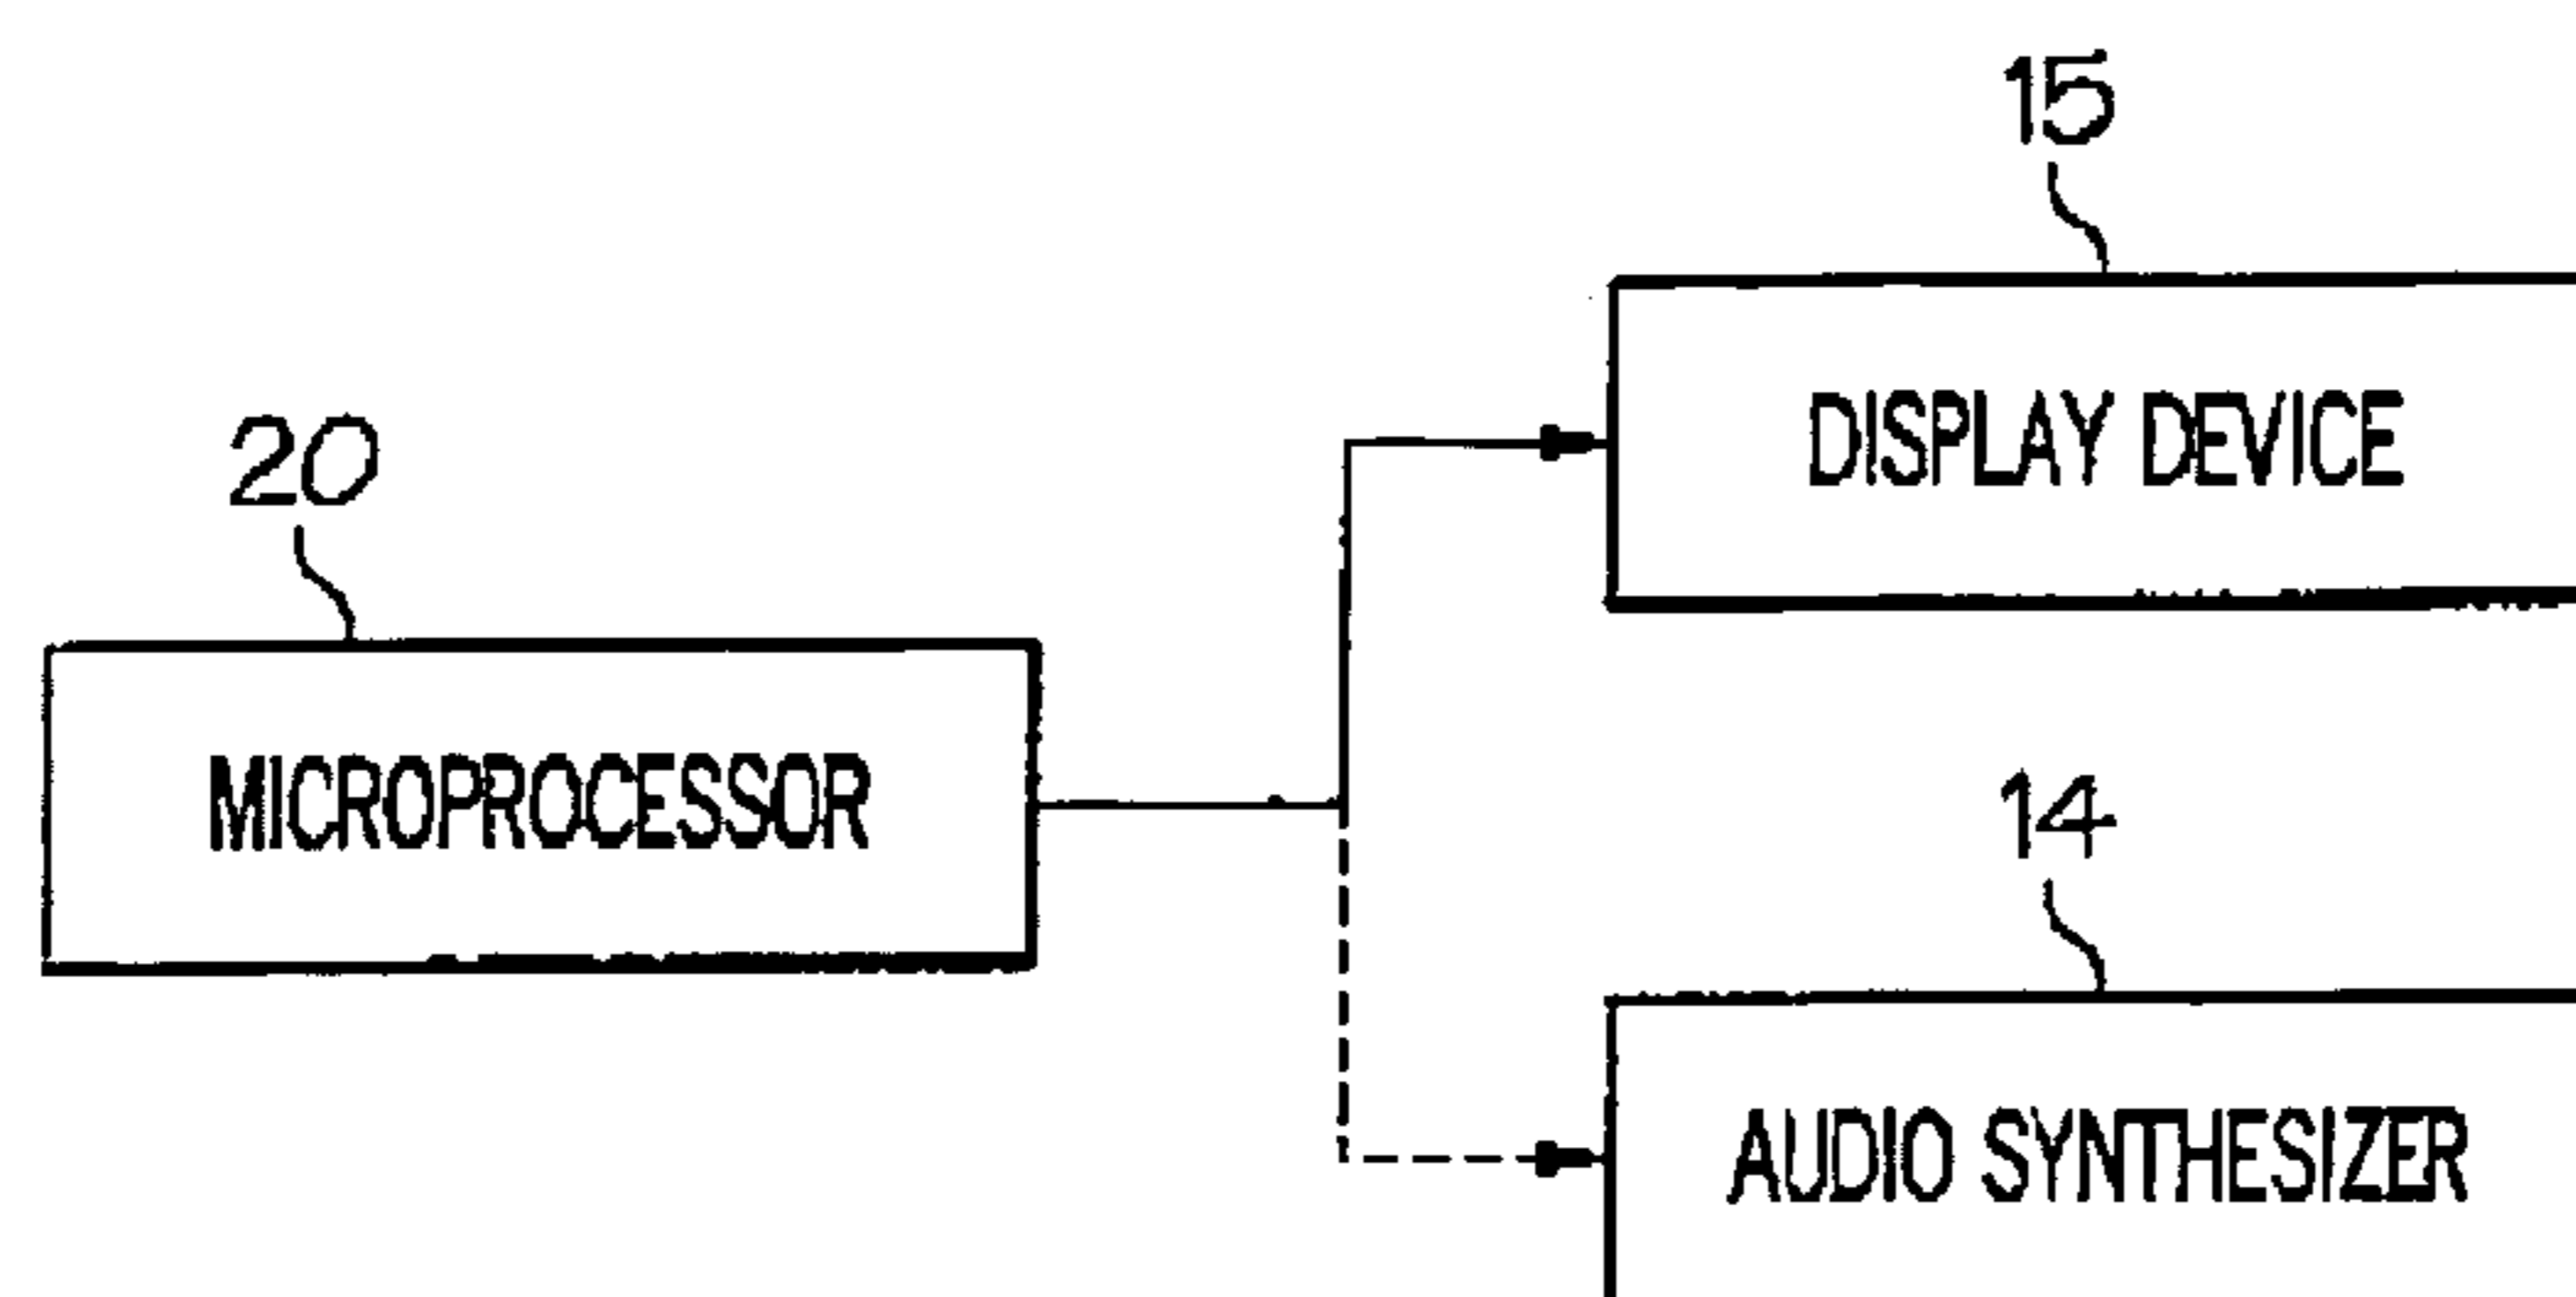 15
DISPLAY DEVICE
20
MICROPROCESSOR
14
AUDIO SYNTHESIZER